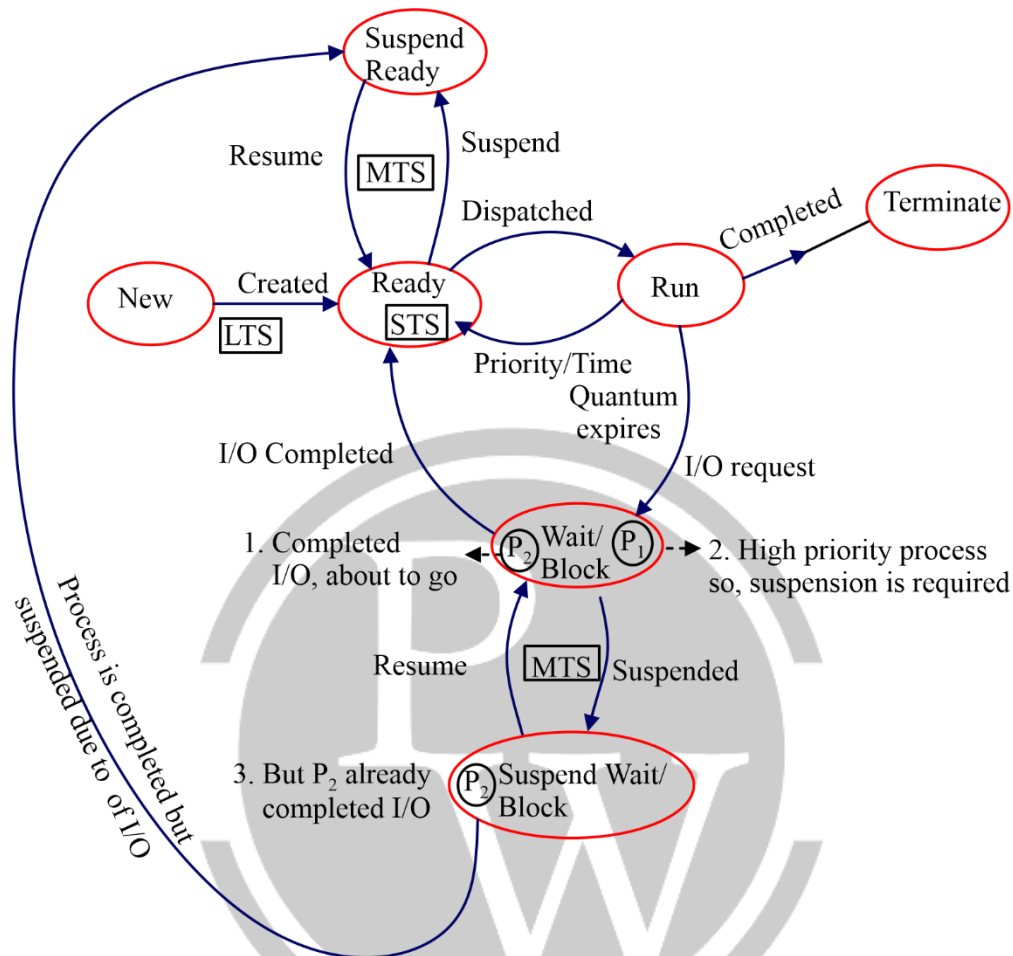 Suspend
Ready
Resume
MTS
Suspend
Dispatched
Completed
Terminate
New
Created
LTS
Ready
STS
Run
Priority/Time
Quantum
expires
I/O Completed
I/O request
1. Completed
I/O, about to go
P2
Wait/
Block
P1
2. High priority process
so, suspension is required
Resume
MTS
Suspended
3. But P2 already
completed I/O
P2
Suspend Wait/
Block
Process is completed but
suspended due to of I/O
PW